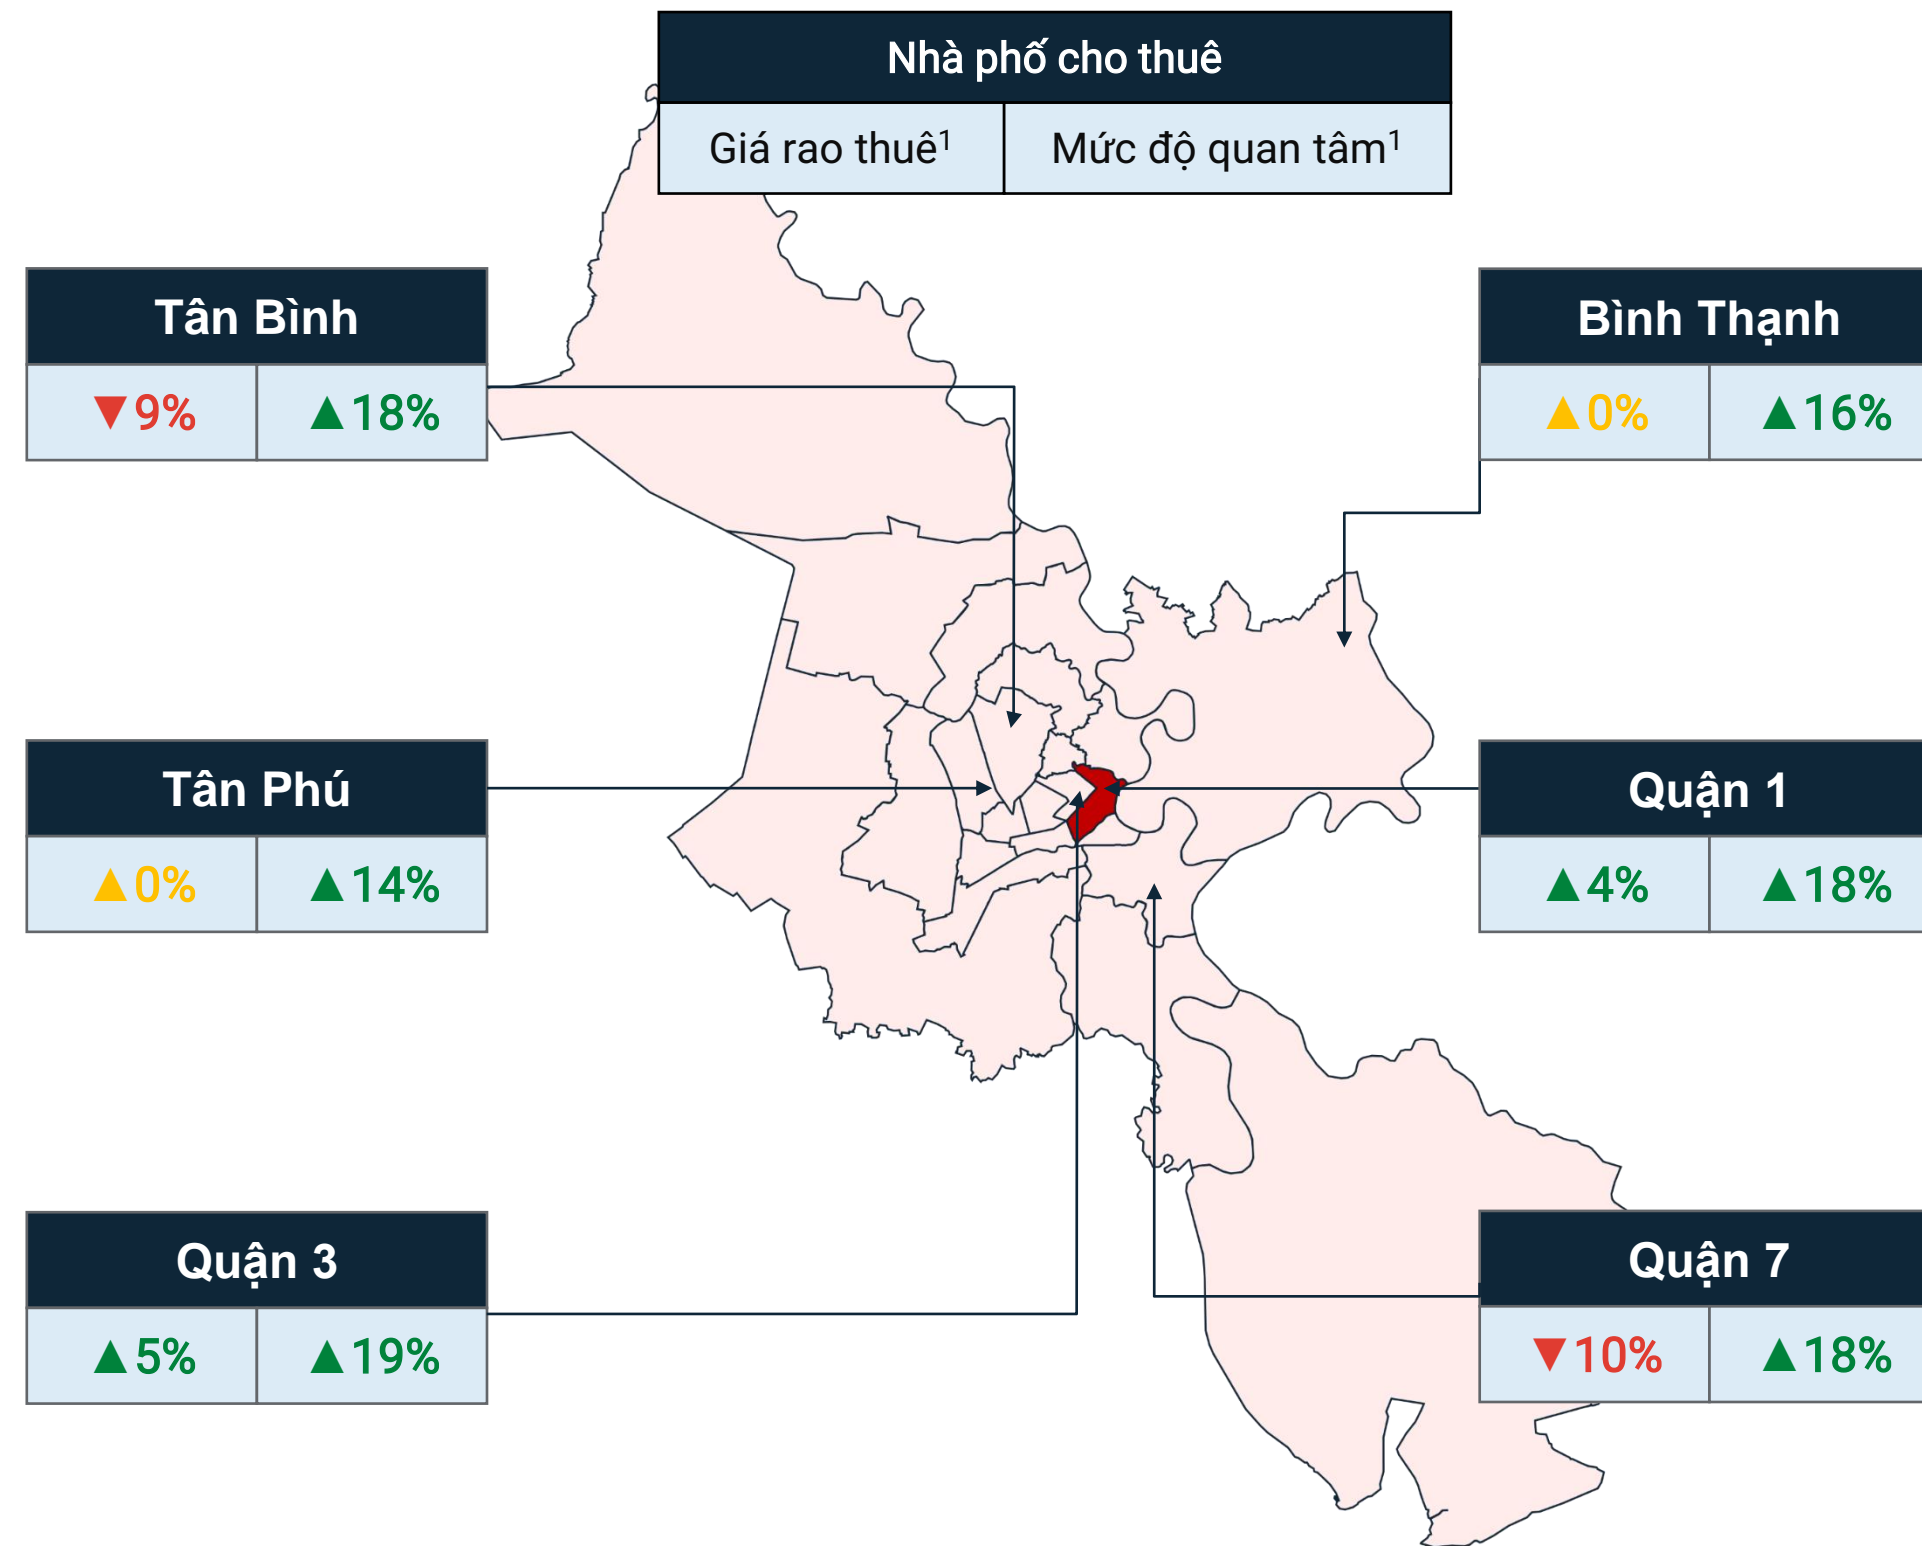 Nhà phố cho thuê
Giá rao thuê¹ Mức độ quan tâm¹
Tân Bình
▼9% ▲18%
Bình Thạnh
▲0% ▲16%
Tân Phú
▲0% ▲14%
Quận 1
▲4% ▲18%
Quận 3
▲5% ▲19%
Quận 7
▼10% ▲18%